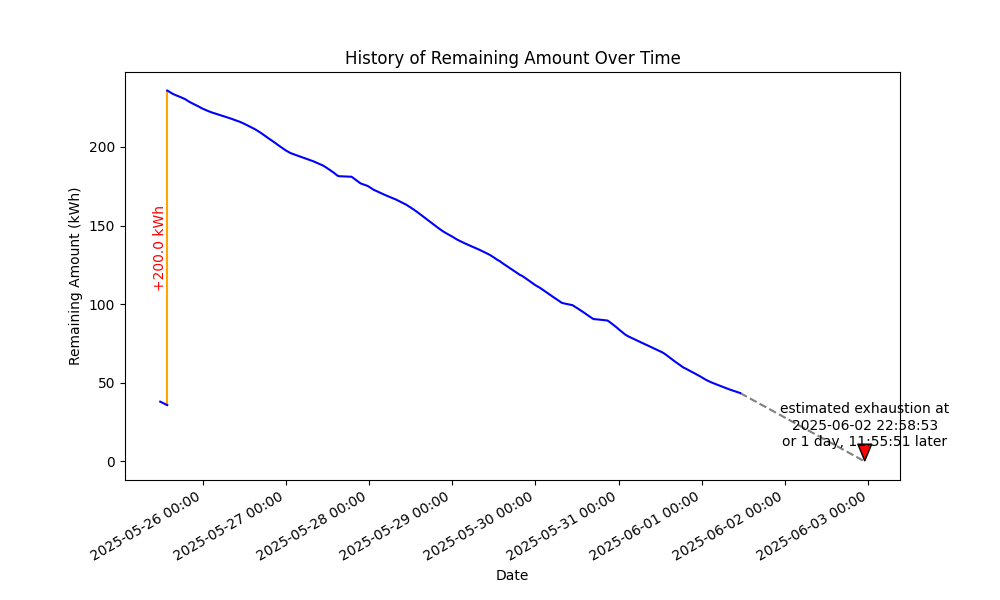 History of Remaining Amount Over Time
Remaining Amount (kWh)
200
150
100
50
0
+200.0 kWh
estimated exhaustion at
2025-06-02 22:58:53
or 1 day, 11:55:51 later
2025-05-26 00:00
2025-05-27 00:00
2025-05-28 00:00
2025-05-29 00:00
2025-05-30 00:00
2025-05-31 00:00
2025-06-01 00:00
2025-06-02 00:00
2025-06-03 00:00
Date